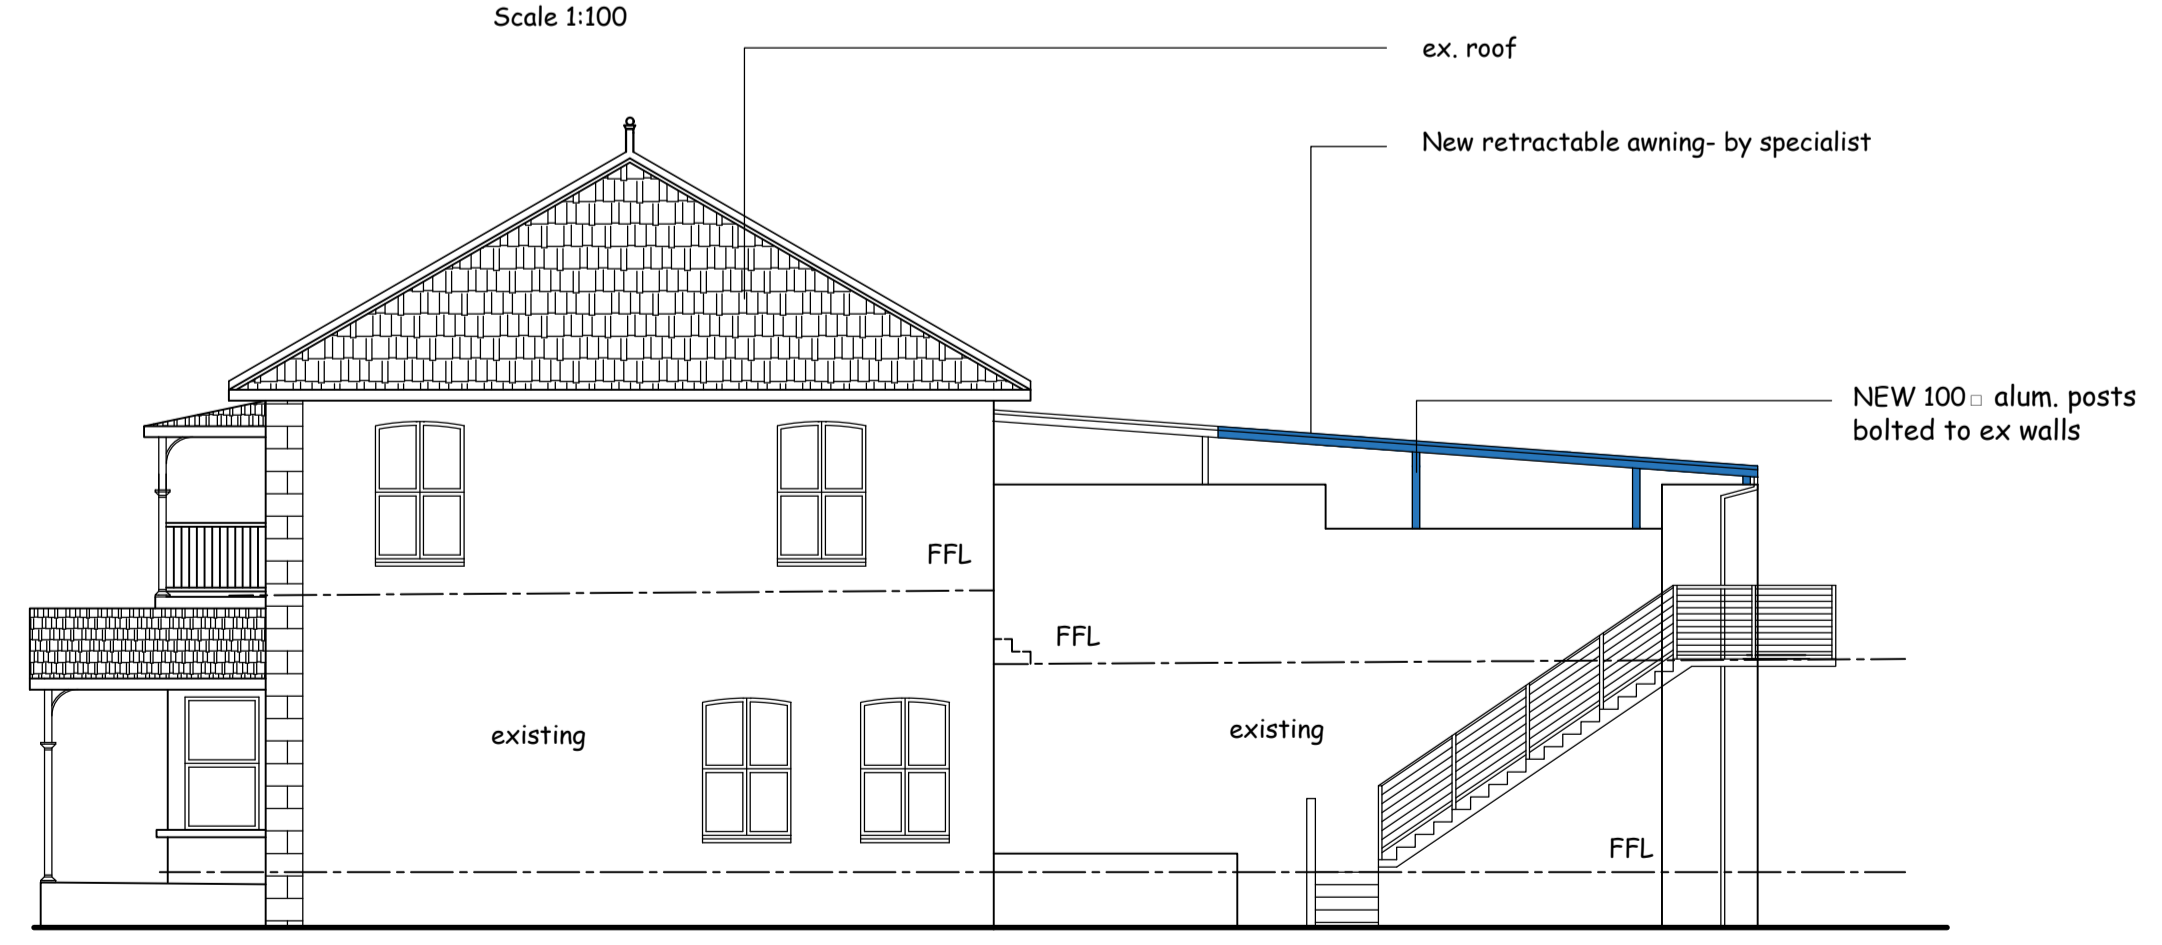 Scale 1:100
ex. roof
New retractable awning- by specialist
NEW 100□ alum. posts
bolted to ex walls
FFL
FFL
existing
existing
FFL